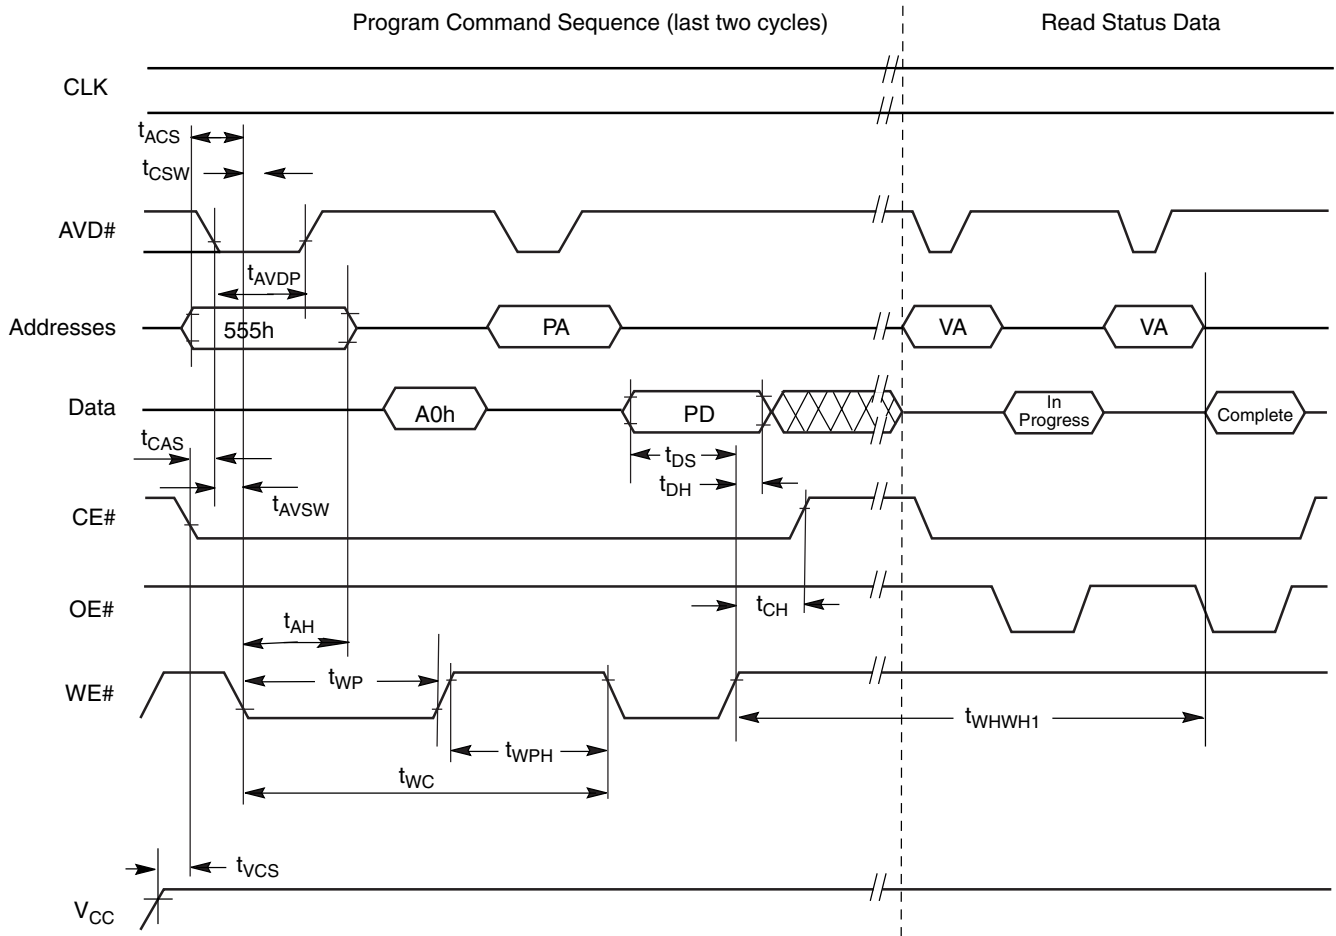 Program Command Sequence (last two cycles)
Read Status Data
CLK
tACS
tCSW
AVD#
tAVDP
Addresses
555h
PA
VA
VA
Data
A0h
PD
In
Progress
Complete
tCAS
tDS
tDH
tAVSW
CE#
OE#
tCH
tAH
WE#
tWP
tWHWH1
tWPH
tWC
tVCS
VCC